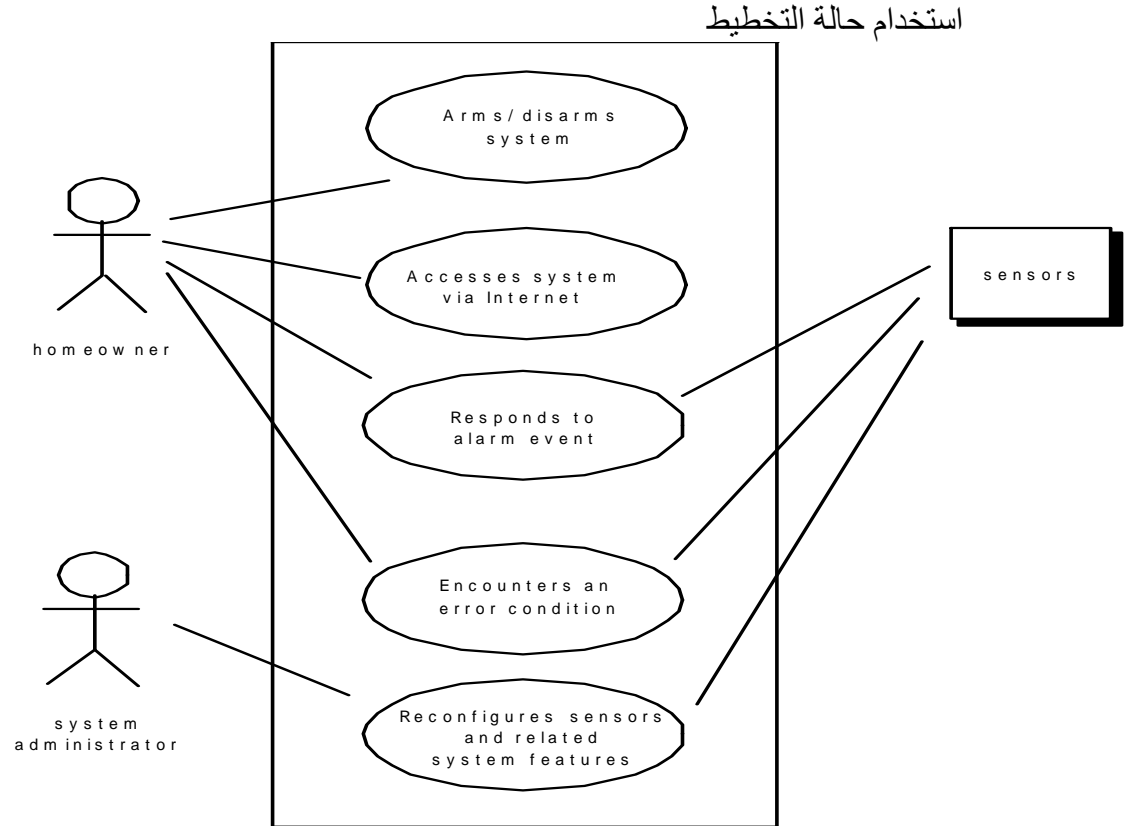 استخدام حالة التخطيط
Arms/disarms
system
Accesses system
via Internet
sensors
homeowner
Responds to
alarm event
Encounters an
error condition
system
administrator
Reconfigures sensors
and related
system features